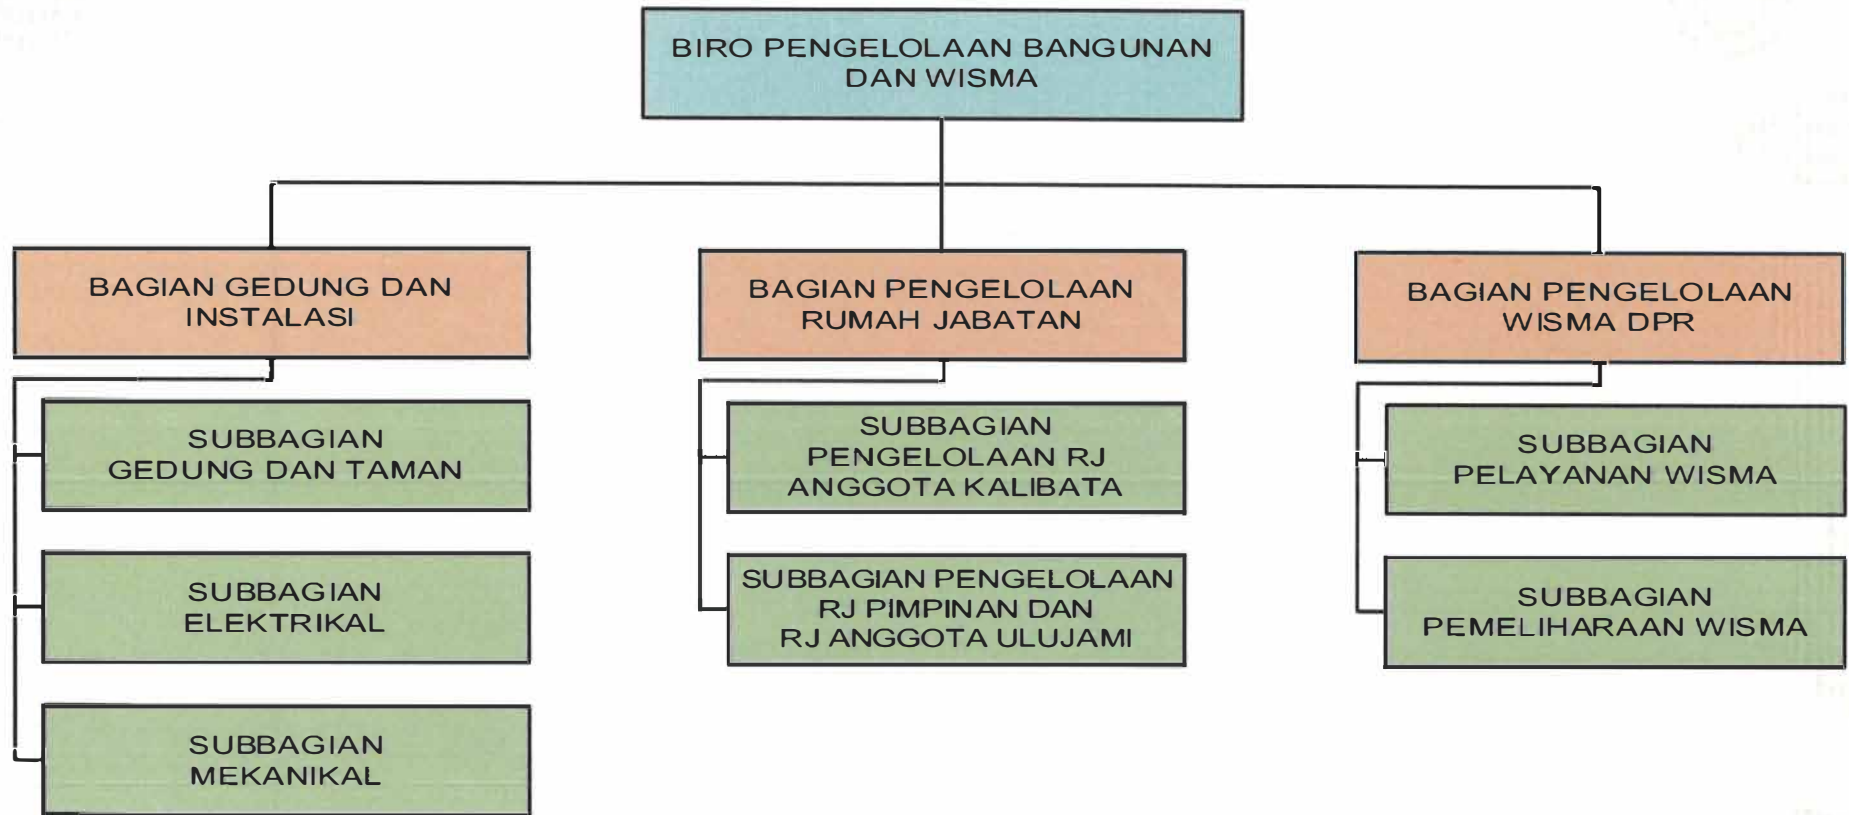 BIRO PENGELOLAAN BANGUNAN
DAN WISMA
BAGIAN GEDUNG DAN
INSTALASI
SUBBAGIAN
GEDUNG DAN TAMAN
SUBBAGIAN
ELEKTRIKAL
SUBBAGIAN
MEKANIKAL
BAGIAN PENGELOLAAN
RUMAH JABATAN
SUBBAGIAN
PENGELOLAAN RJ
ANGGOTA KALIBATA
SUBBAGIAN PENGELOLAAN
RJ PIMPINAN DAN
RJ ANGGOTA ULUJAMI
BAGIAN PENGELOLAAN
WISMA DPR
SUBBAGIAN
PELAYANAN WISMA
SUBBAGIAN
PEMELIHARAAN WISMA